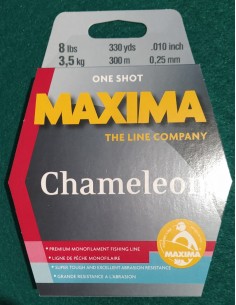 8 lbs 330 yds .010 inch
3,5 kg 300 m 0,25 mm
ONE SHOT
MAXIMA
THE LINE COMPANY
Chameleon
PREMIUM MONOFILAMENT FISHING LINE
LIGNE DE PÊCHE MONOFILAIRE
SUPER TOUGH AND EXCELLENT ABRASION RESISTANCE
GRANDE RESISTANCE A L'ABRASION
MAXIMA